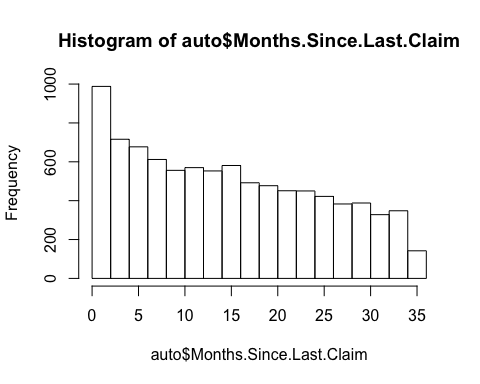 Histogram of auto$Months.Since.Last.Claim
1000
600
200
0
Frequency
0 5 10 15 20 25 30 35
auto$Months.Since.Last.Claim